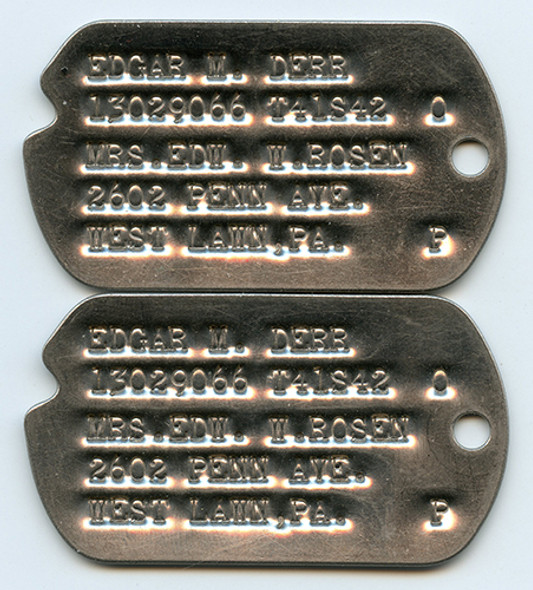 EDGAR M. DERR
13029066 T41S42 O
MRS.EDW. W.ROSEN
2602 PENN AVE.
WEST LAWN,PA. P
EDGAR M. DERR
13029066 T41S42 O
MRS.EDW. W.ROSEN
2602 PENN AVE.
WEST LAWN,PA. P